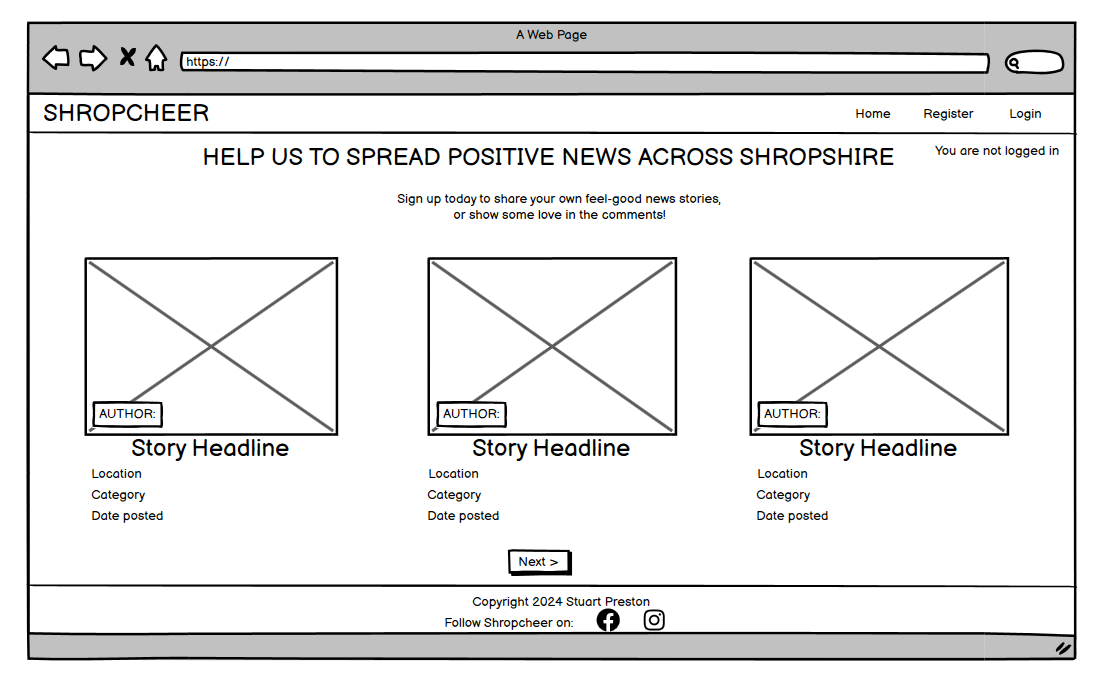 A Web Page
https://
SHROPCHEER
Home Register Login
You are not logged in
HELP US TO SPREAD POSITIVE NEWS ACROSS SHROPSHIRE
Sign up today to share your own feel-good news stories,
or show some love in the comments!
AUTHOR: AUTHOR: AUTHOR:
Story Headline Story Headline Story Headline
Location Location Location
Category Category Category
Date posted Date posted Date posted
Next >
Copyright 2024 Stuart Preston
Follow Shropcheer on: